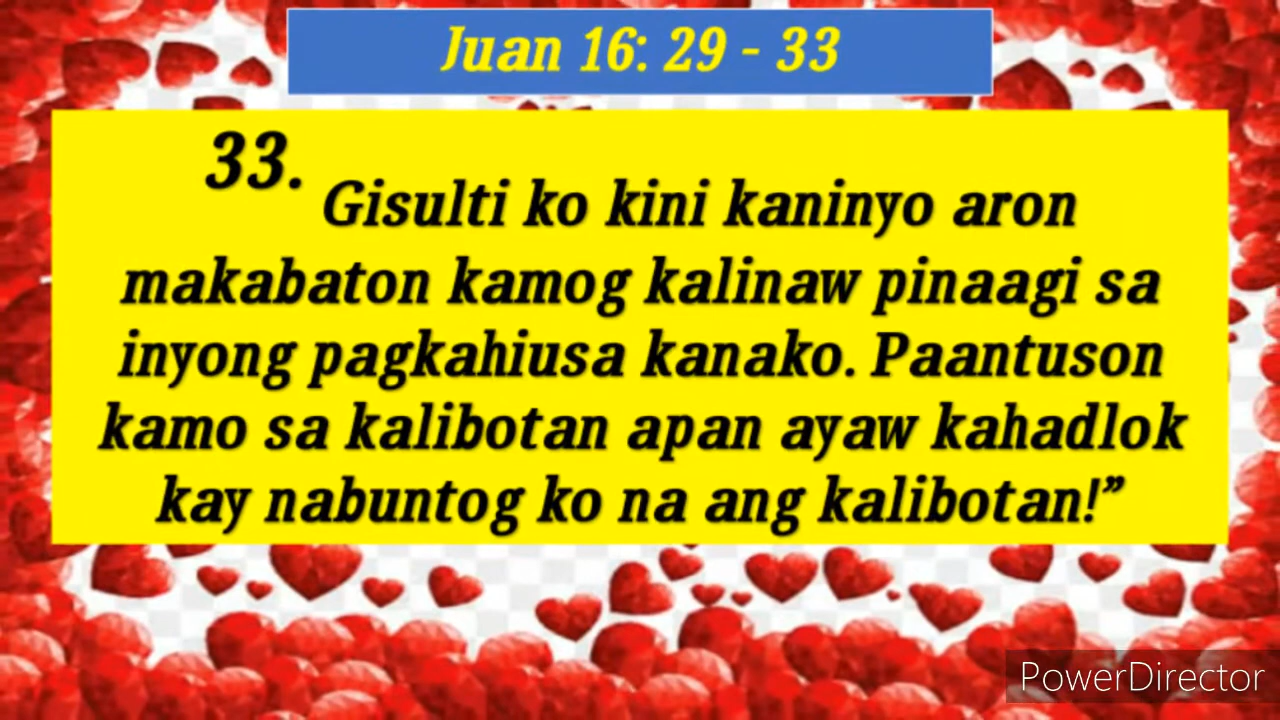 Juan 16: 29 - 33
33. Gisulti ko kini kaninyo aron
makabaton kamog kalinaw pinaagi sa
inyong pagkahiusa kanako. Paantuson
kamo sa kalibotan apan ayaw kahadlok
kay nabuntog ko na ang kalibotan!”
PowerDirector